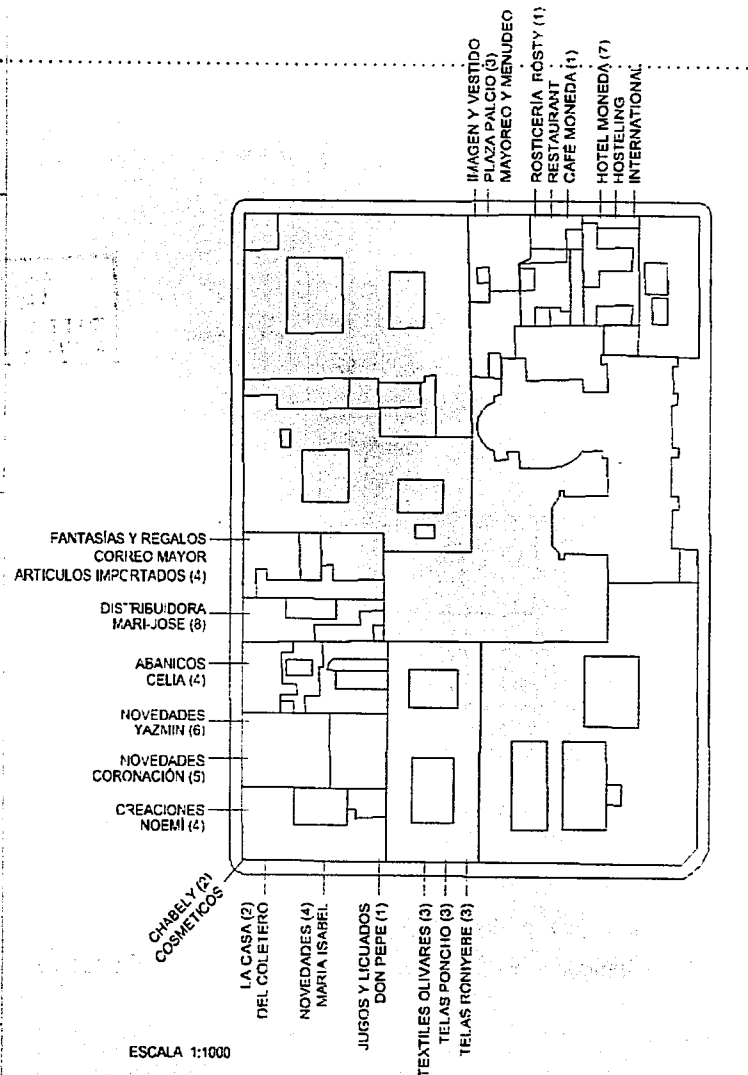 IMAGEN Y VESTIDO
PLAZA PALCIO (3)
MAYOREO Y MENUDEO
ROSTICERÍA ROSTY (1)
RESTAURANT
CAFÉ MONEDA (1)
HOTEL MONEDA (7)
HOSTELING
INTERNATIONAL
FANTASÍAS Y REGALOS
CORREO MAYOR
ARTICULOS IMPORTADOS (4)
DISTRIBUIDORA
MARI-JOSE (8)
ABANICOS
CELIA (4)
NOVEDADES
YAZMIN (6)
NOVEDADES
CORONACIÓN (5)
CREACIONES
NOEMÍ (4)
CHABELY (2)
COSMETICOS
LA CASA (2)
DEL COLETERO
NOVEDADES (4)
MARIA ISABEL
JUGOS Y LICUADOS
DON PEPE (1)
TEXTILES OLIVARES (3)
TELAS PONCHO (3)
TELAS RONIYERE (3)
ESCALA 1:1000